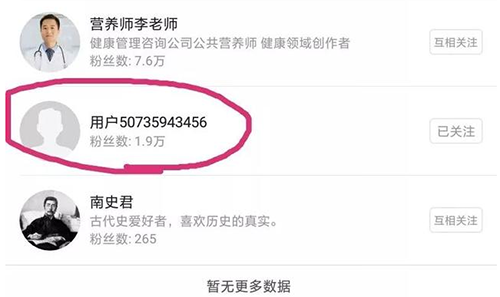 营养师李老师
健康管理咨询公司公共营养师 健康领域创作者
粉丝数: 7.6万
互相关注
用户50735943456
粉丝数: 1.9万
已关注
南史君
古代史爱好者，喜欢历史的真实。
粉丝数: 265
互相关注
暂无更多数据